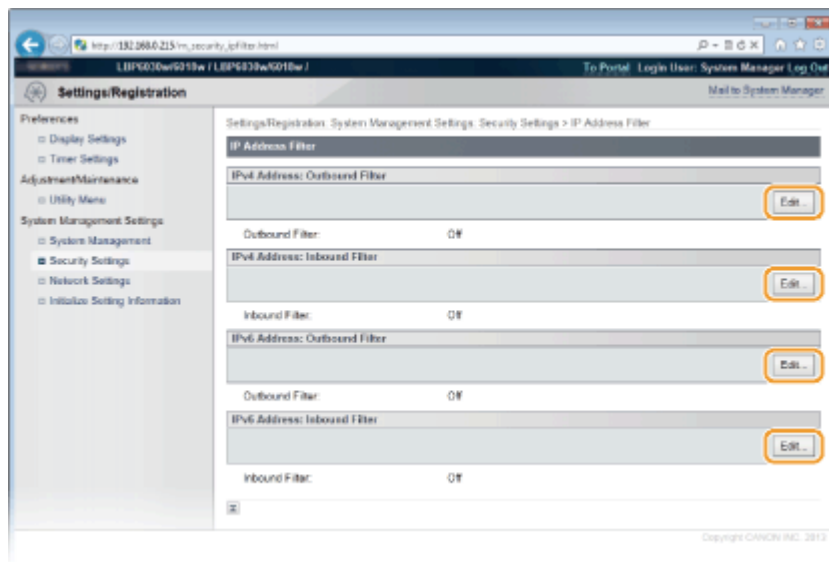 http://192.168.0.215/m_security_ipfilter.html
LBP6030w/6018w / LBP6030w/6018w /
To Portal Login User: System Manager Log Out
Settings/Registration
Mail to System Manager
Preferences
Display Settings
Timer Settings
Adjustment/Maintenance
Utility Menu
System Management Settings
System Management
Security Settings
Network Settings
Initialize Setting Information
Settings/Registration: System Management Settings: Security Settings > IP Address Filter
IP Address Filter
IPv4 Address: Outbound Filter
Edit...
Outbound Filter: Off
IPv4 Address: Inbound Filter
Edit...
Inbound Filter: Off
IPv6 Address: Outbound Filter
Edit...
Outbound Filter: Off
IPv6 Address: Inbound Filter
Edit...
Inbound Filter: Off
Copyright CANON INC. 2013